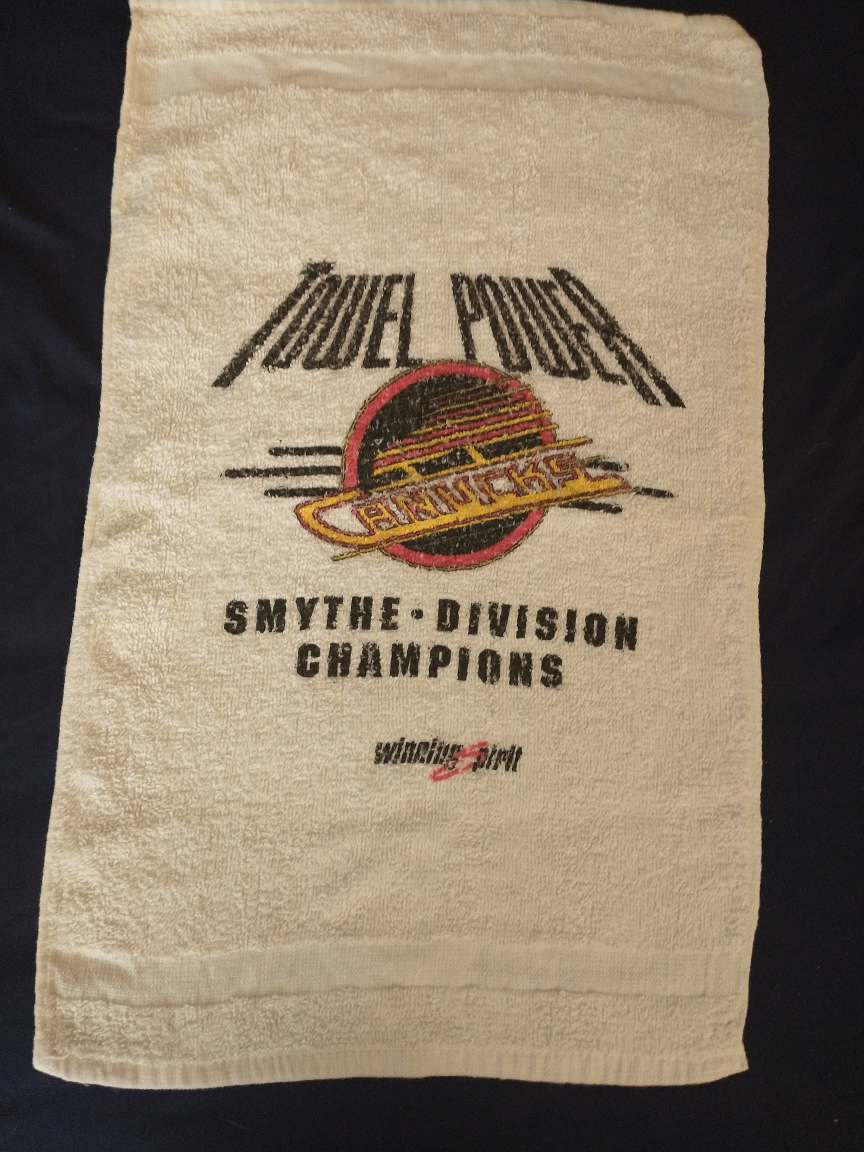 TOWEL POWER
CANUCKS
SMYTHE·DIVISION
CHAMPIONS
winning Spirit